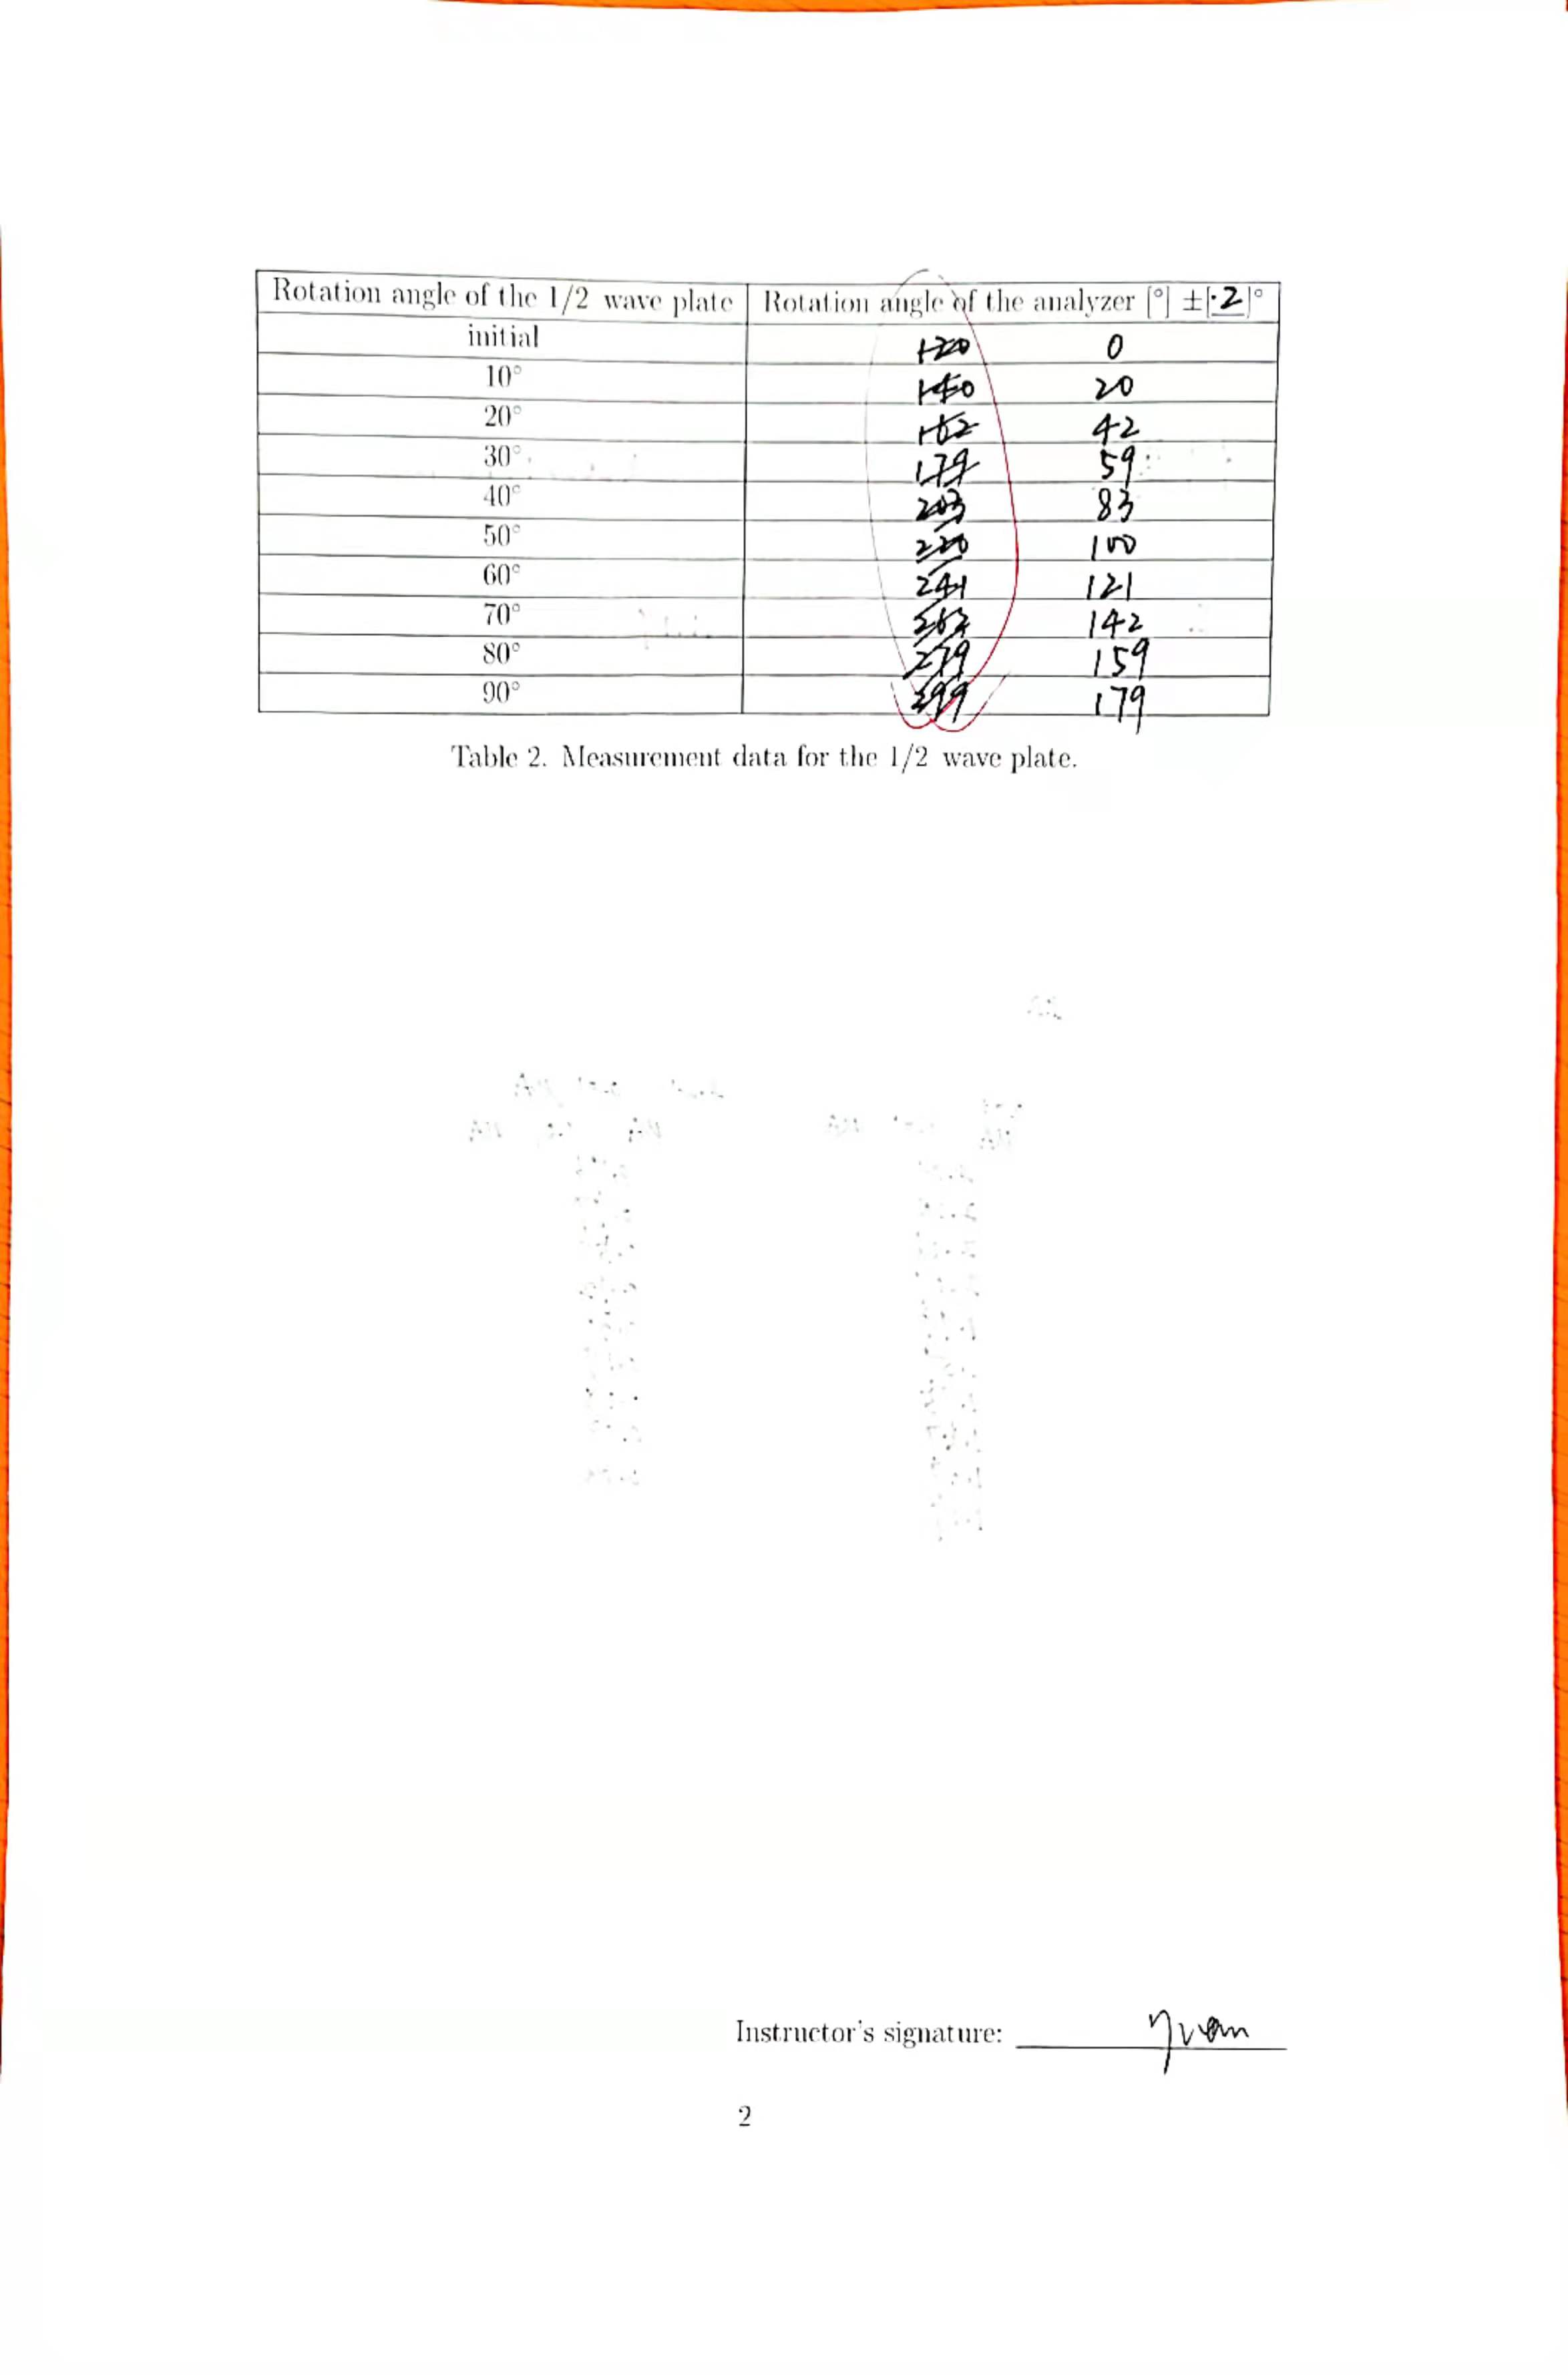 Rotation angle of the 1/2 wave plate Rotation angle of the analyzer [°] ±[.2]°
initial 120 0
10° 140 20
20° 162 42
30° 179 59
40° 203 83
50° 220 100
60° 241 121
70° 262 142
80° 279 159
90° 299 179
Table 2. Measurement data for the 1/2 wave plate.
Instructor's signature:
2